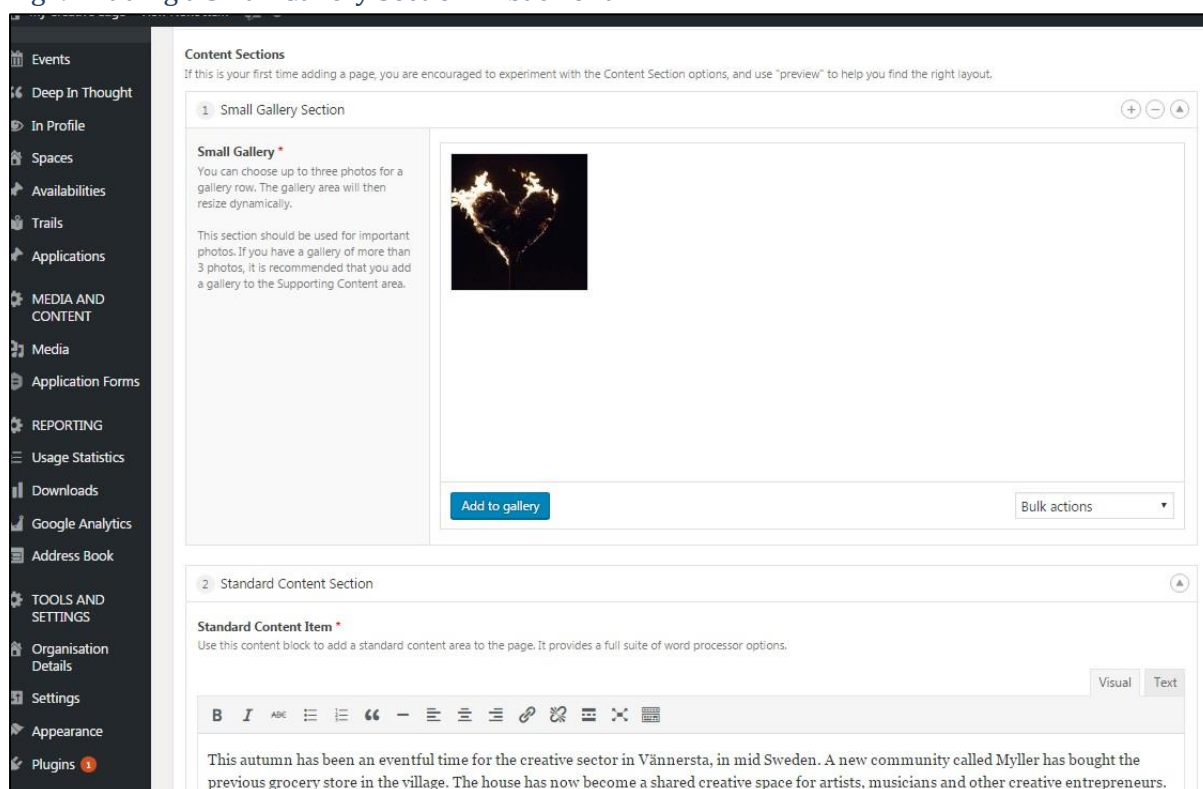 Content Sections
If this is your first time adding a page, you are encouraged to experiment with the Content Section options, and use "preview" to help you find the right layout.
1 Small Gallery Section
Events
Deep In Thought
In Profile
Spaces
Availabilities
Trails
Applications
MEDIA AND
CONTENT
Media
Application Forms
REPORTING
Usage Statistics
Downloads
Google Analytics
Address Book
TOOLS AND
SETTINGS
Organisation
Details
Settings
Appearance
Plugins 1
Small Gallery *
You can choose up to three photos for a
gallery row. The gallery area will then
resize dynamically.
This section should be used for important
photos. If you have a gallery of more than
3 photos, it is recommended that you add
a gallery to the Supporting Content area.
Add to gallery
Bulk actions
2 Standard Content Section
Standard Content Item *
Use this content block to add a standard content area to the page. It provides a full suite of word processor options.
Visual Text
B I ABC
This autumn has been an eventful time for the creative sector in Vännersta, in mid Sweden. A new community called Myller has bought the
previous grocery store in the village. The house has now become a shared creative space for artists, musicians and other creative entrepreneurs.